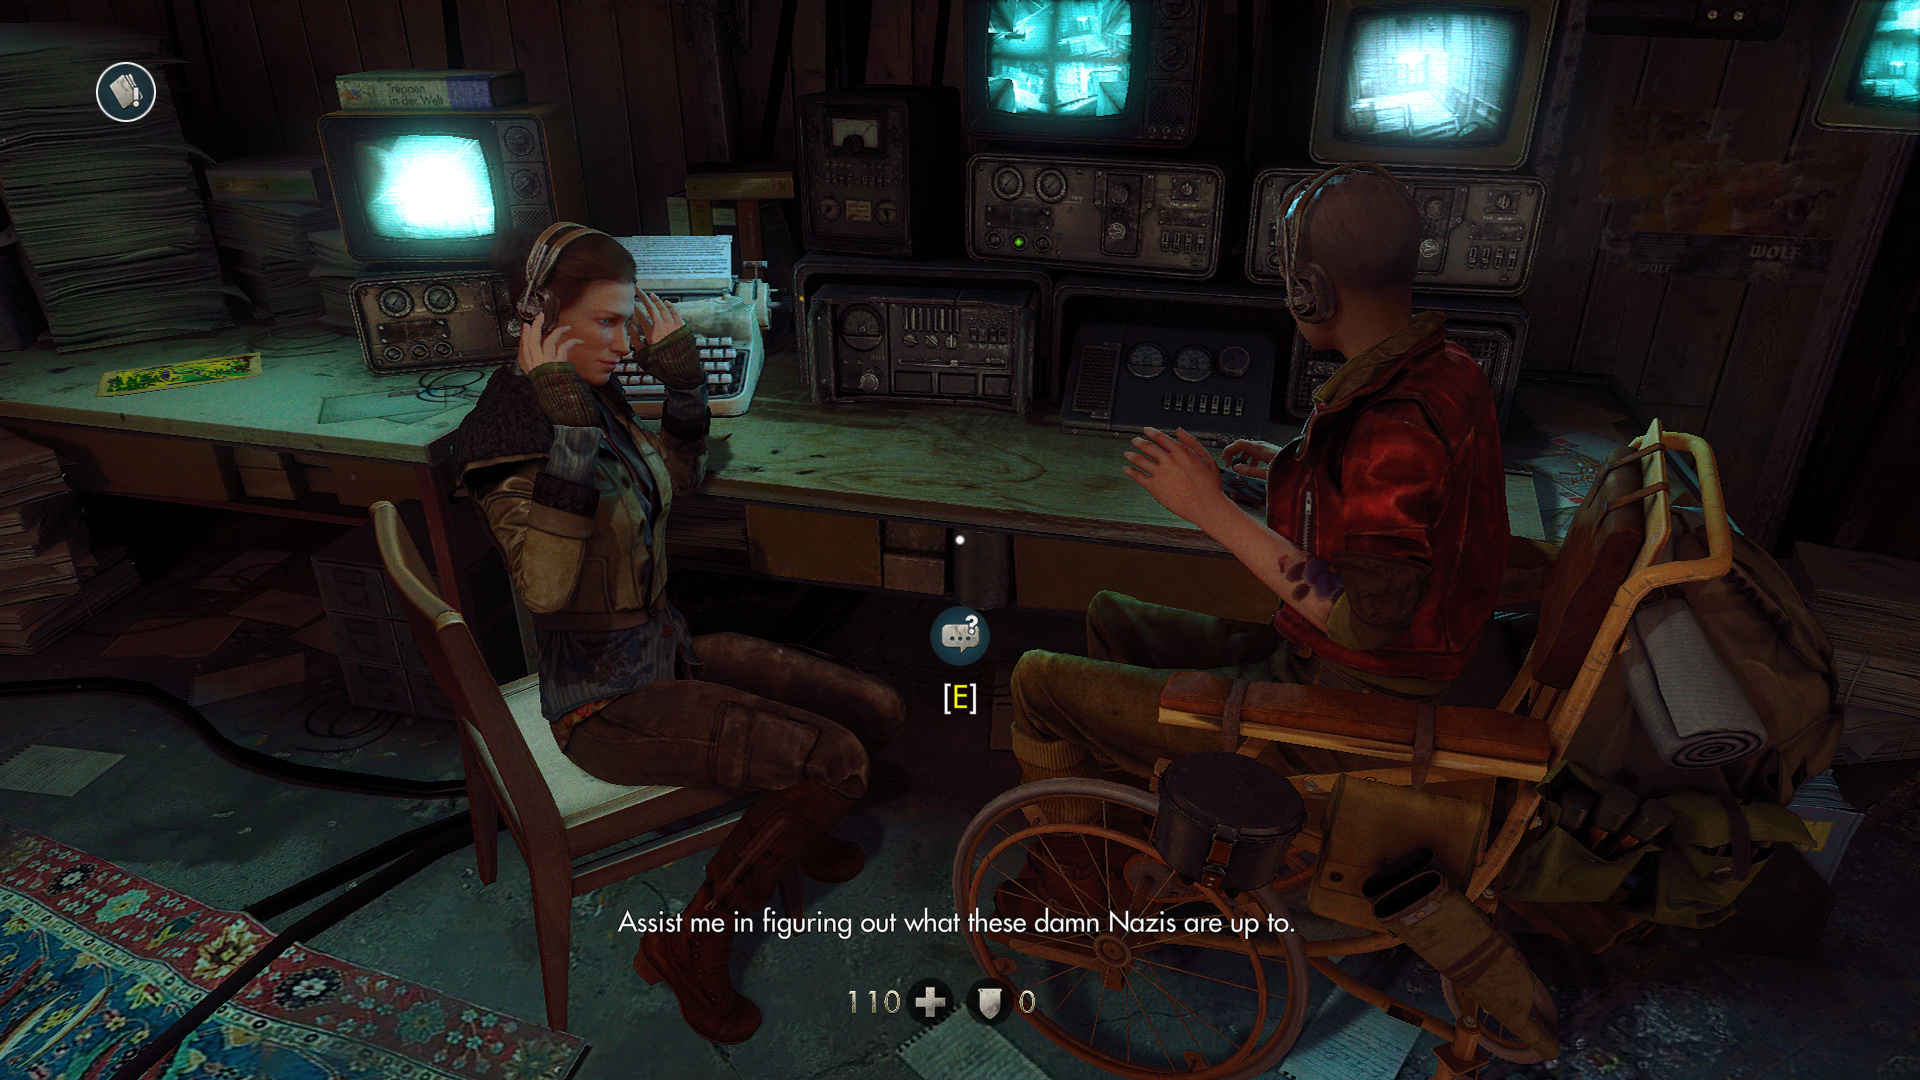 Treppen
in der Welt
WOLF
WOLF
[E]
Assist me in figuring out what these damn Nazis are up to.
110
0